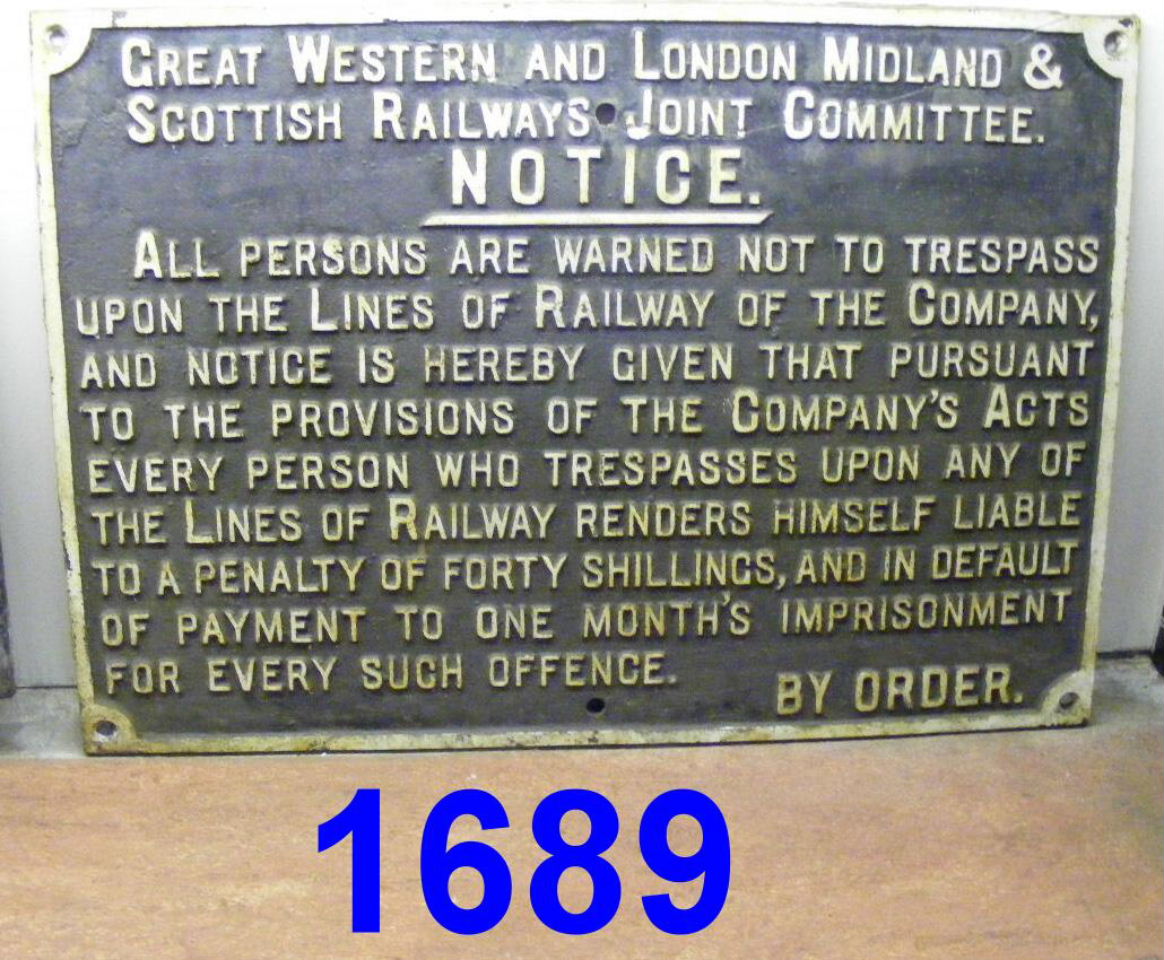 GREAT WESTERN AND LONDON MIDLAND &
SCOTTISH RAILWAYS JOINT COMMITTEE.
NOTICE.
ALL PERSONS ARE WARNED NOT TO TRESPASS
UPON THE LINES OF RAILWAY OF THE COMPANY,
AND NOTICE IS HEREBY GIVEN THAT PURSUANT
TO THE PROVISIONS OF THE COMPANY'S ACTS
EVERY PERSON WHO TRESPASSES UPON ANY OF
THE LINES OF RAILWAY RENDERS HIMSELF LIABLE
TO A PENALTY OF FORTY SHILLINGS, AND IN DEFAULT
OF PAYMENT TO ONE MONTH'S IMPRISONMENT
FOR EVERY SUCH OFFENCE.
BY ORDER.
1689